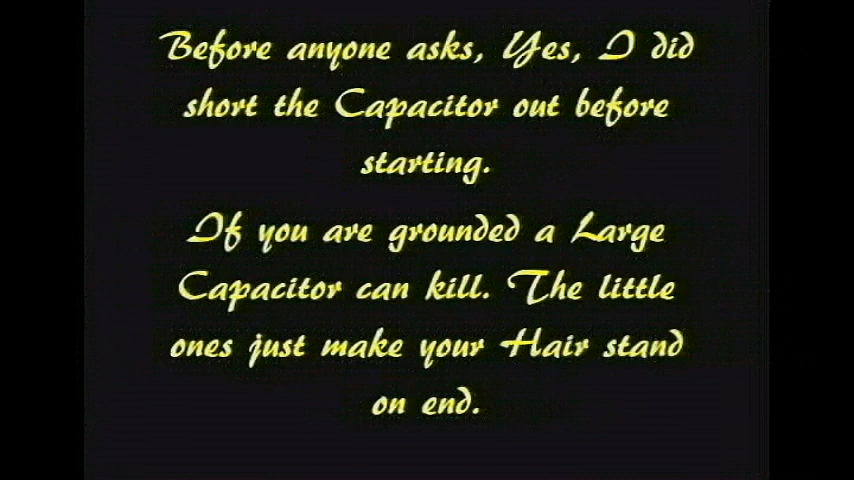 Before anyone asks, Yes, I did
short the Capacitor out before
starting.
If you are grounded a Large
Capacitor can kill. The little
ones just make your Hair stand
on end.